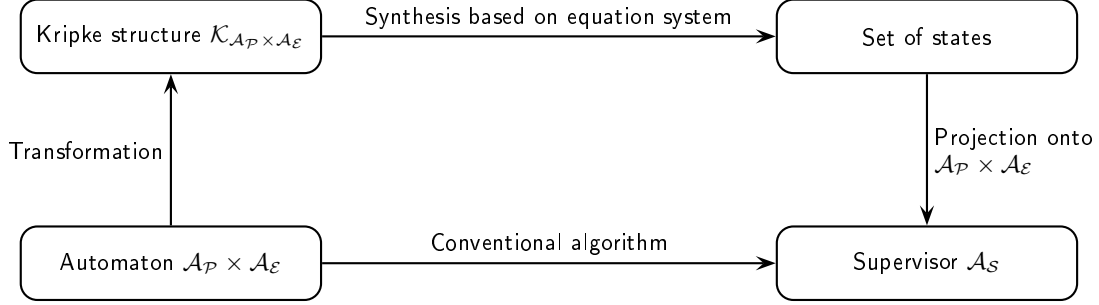 Kripke structure 𝒦_{𝒜_𝒫×𝒜_ℰ}
Synthesis based on equation system
Set of states
Transformation
Projection onto
𝒜_𝒫 × 𝒜_ℰ
Automaton 𝒜_𝒫 × 𝒜_ℰ
Conventional algorithm
Supervisor 𝒜_𝒮